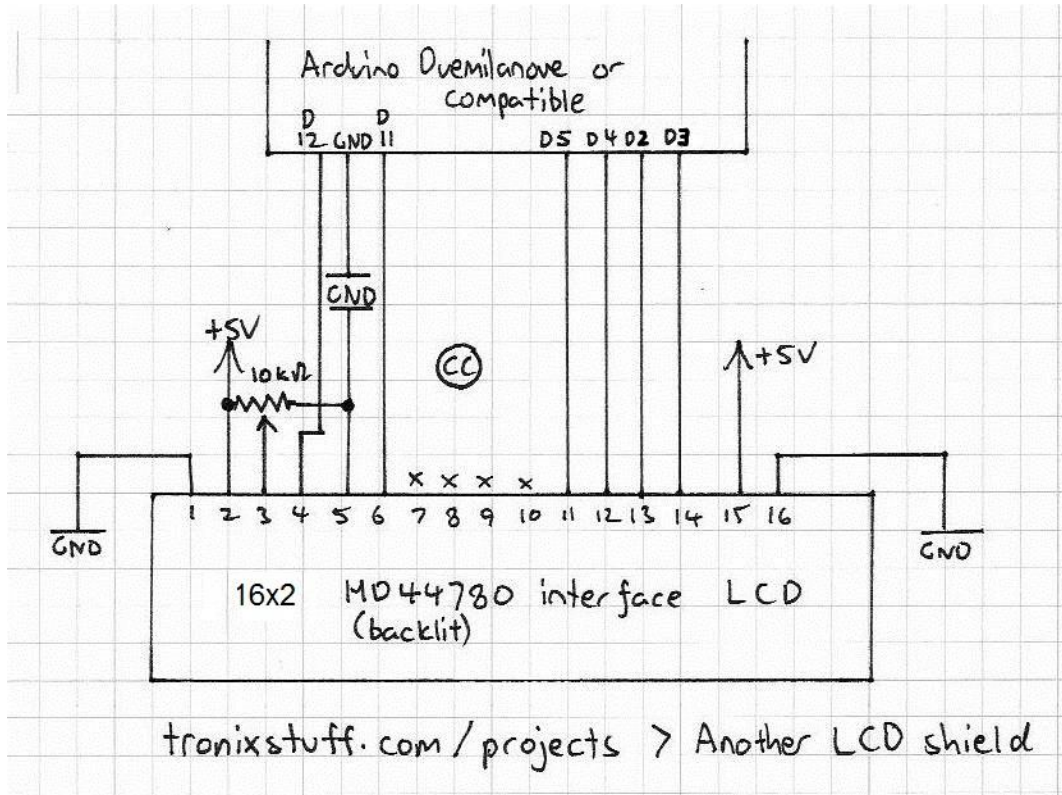 Arduino Duemilanove or
compatible
D D
12 GND 11 D5 D4 D2 D3
GND
+5V
10kΩ
CC
+5V
x x x x
1 2 3 4 5 6 7 8 9 10 11 12 13 14 15 16
GND
GND
16x2 MD44780 interface LCD
(backlit)
tronixstuff.com/projects > Another LCD shield